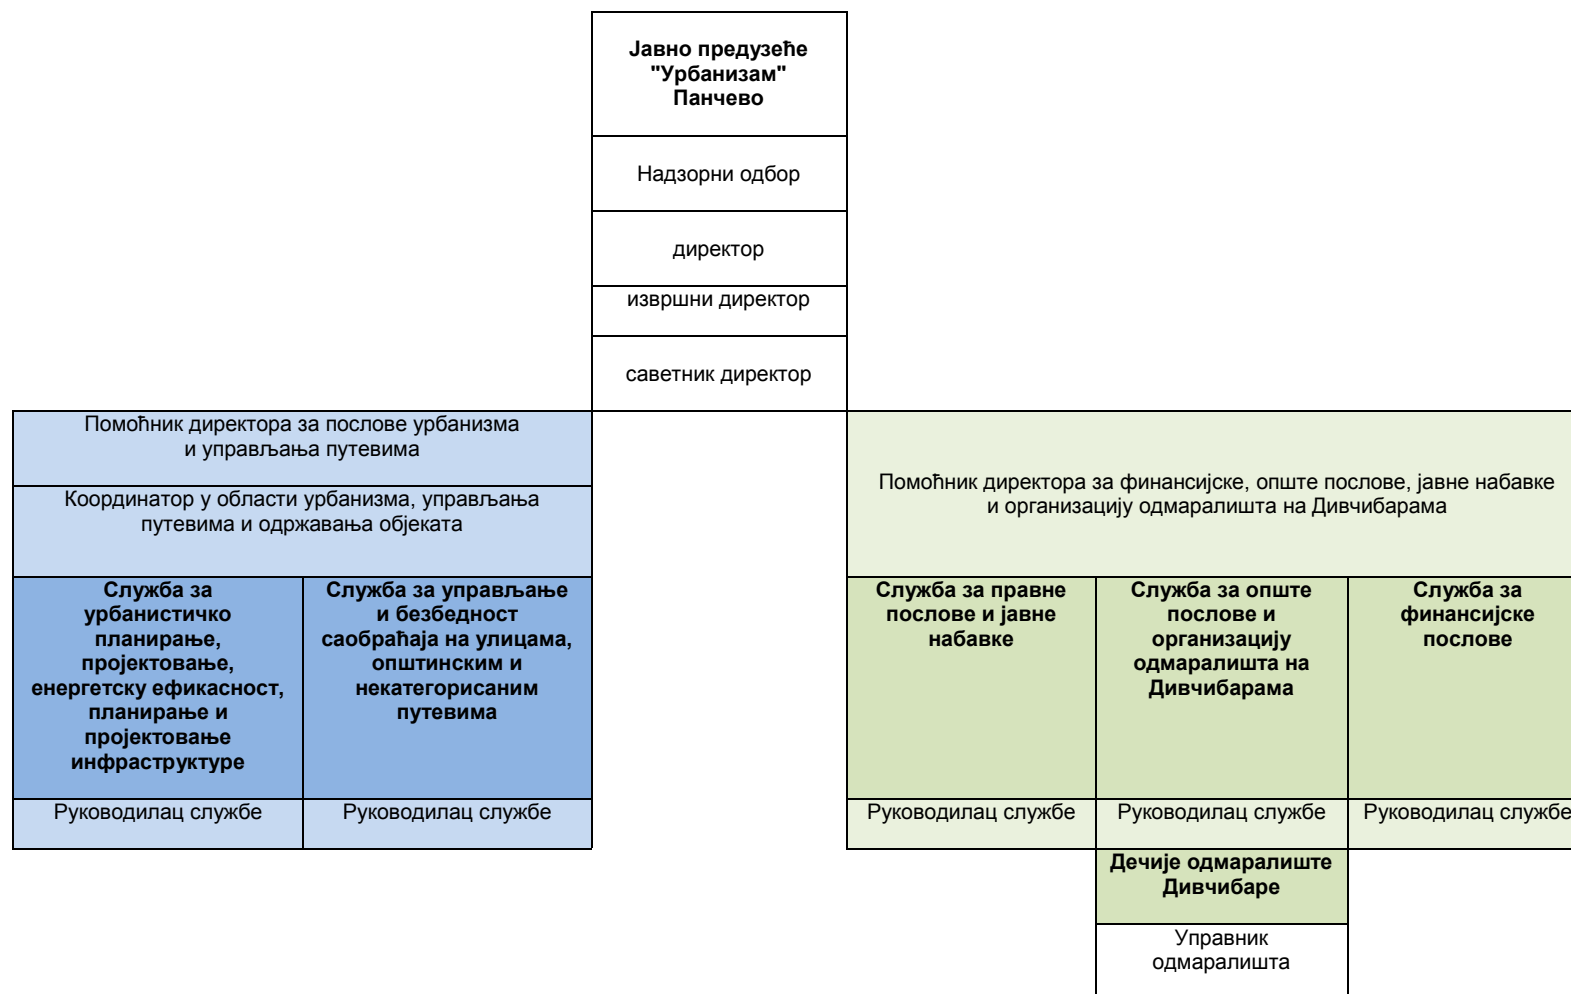 Јавно предузеће
"Урбанизам"
Панчево
Надзорни одбор
директор
извршни директор
саветник директор
Помоћник директора за послове урбанизма
и управљања путевима
Координатор у области урбанизма, управљања
путевима и одржавања објеката
Помоћник директора за финансијске, опште послове, јавне набавке
и организацију одмаралишта на Дивчибарама
Служба за
урбанистичко
планирање,
пројектовање,
енергетску ефикасност,
планирање и
пројектовање
инфраструктуре
Служба за управљање
и безбедност
саобраћаја на улицама,
општинским и
некатегорисаним
путевима
Служба за правне
послове и јавне
набавке
Служба за опште
послове и
организацију
одмаралишта на
Дивчибарама
Служба за
финансијске
послове
Руководилац службе
Руководилац службе
Руководилац службе
Руководилац службе
Руководилац службе
Дечије одмаралиште
Дивчибаре
Управник
одмаралишта